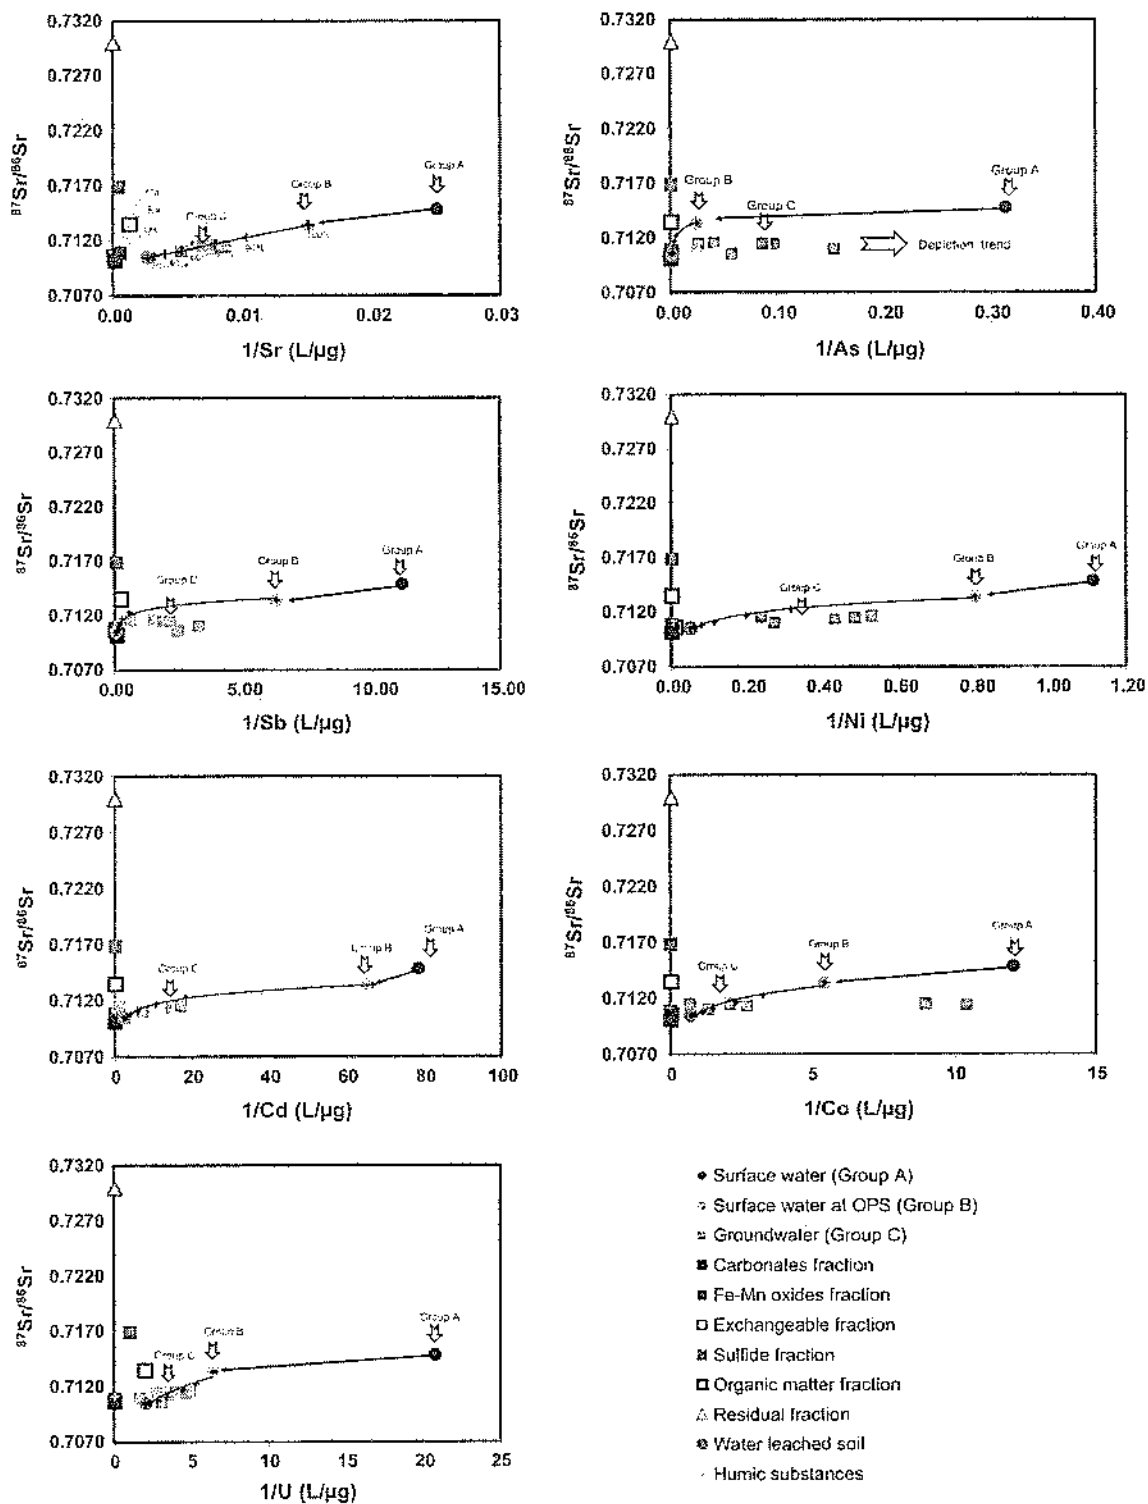 0.7320
0.7270
0.7220
0.7170
0.7120
0.7070
87Sr/86Sr
Group A
Group B
0.00 0.01 0.02 0.03
1/Sr (L/µg)
0.7320
0.7270
0.7220
0.7170
0.7120
0.7070
87Sr/86Sr
Group A
Group B
Group C
Depletion trend
0.00 0.10 0.20 0.30 0.40
1/As (L/µg)
0.7320
0.7270
0.7220
0.7170
0.7120
0.7070
87Sr/86Sr
Group A
Group B
0.00 5.00 10.00 15.00
1/Sb (L/µg)
0.7320
0.7270
0.7220
0.7170
0.7120
0.7070
87Sr/86Sr
Group A
Group B
Group C
0.00 0.20 0.40 0.60 0.80 1.00 1.20
1/Ni (L/µg)
0.7320
0.7270
0.7220
0.7170
0.7120
0.7070
87Sr/86Sr
Group A
Group B
Group C
0 20 40 60 80 100
1/Cd (L/µg)
0.7320
0.7270
0.7220
0.7170
0.7120
0.7070
87Sr/86Sr
Group A
Group B
Group C
0 5 10 15
1/Co (L/µg)
0.7320
0.7270
0.7220
0.7170
0.7120
0.7070
87Sr/86Sr
Group A
Group B
Group C
0 5 10 15 20 25
1/U (L/µg)
Surface water (Group A)
Surface water at OPS (Group B)
Groundwater (Group C)
Carbonates fraction
Fe-Mn oxides fraction
Exchangeable fraction
Sulfide fraction
Organic matter fraction
Residual fraction
Water leached soil
Humic substances